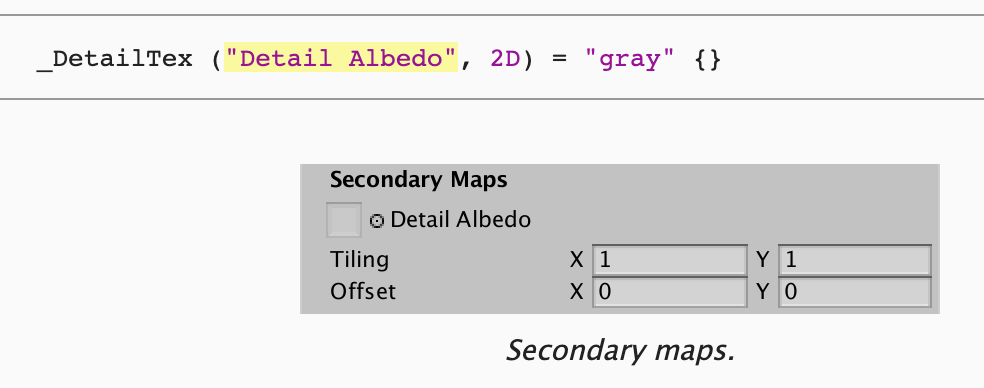 _DetailTex ("Detail Albedo", 2D) = "gray" {}
Secondary Maps
Detail Albedo
Tiling X 1 Y 1
Offset X 0 Y 0
Secondary maps.